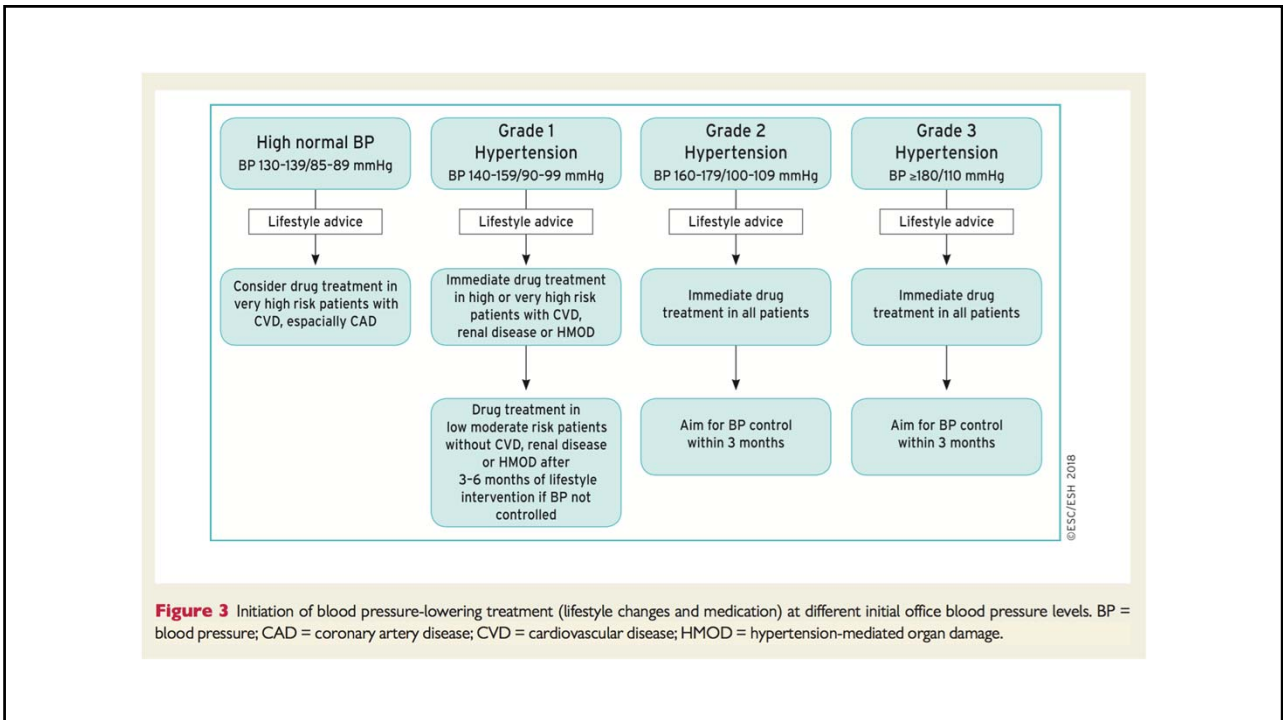 High normal BP
BP 130-139/85-89 mmHg
Lifestyle advice
Consider drug treatment in
very high risk patients with
CVD, espacially CAD
Grade 1
Hypertension
BP 140-159/90-99 mmHg
Lifestyle advice
Immediate drug treatment
in high or very high risk
patients with CVD,
renal disease or HMOD
Drug treatment in
low moderate risk patients
without CVD, renal disease
or HMOD after
3-6 months of lifestyle
intervention if BP not
controlled
Grade 2
Hypertension
BP 160-179/100-109 mmHg
Lifestyle advice
Immediate drug
treatment in all patients
Aim for BP control
within 3 months
Grade 3
Hypertension
BP ≥180/110 mmHg
Lifestyle advice
Immediate drug
treatment in all patients
Aim for BP control
within 3 months
©ESC/ESH 2018
Figure 3 Initiation of blood pressure-lowering treatment (lifestyle changes and medication) at different initial office blood pressure levels. BP =
blood pressure; CAD = coronary artery disease; CVD = cardiovascular disease; HMOD = hypertension-mediated organ damage.